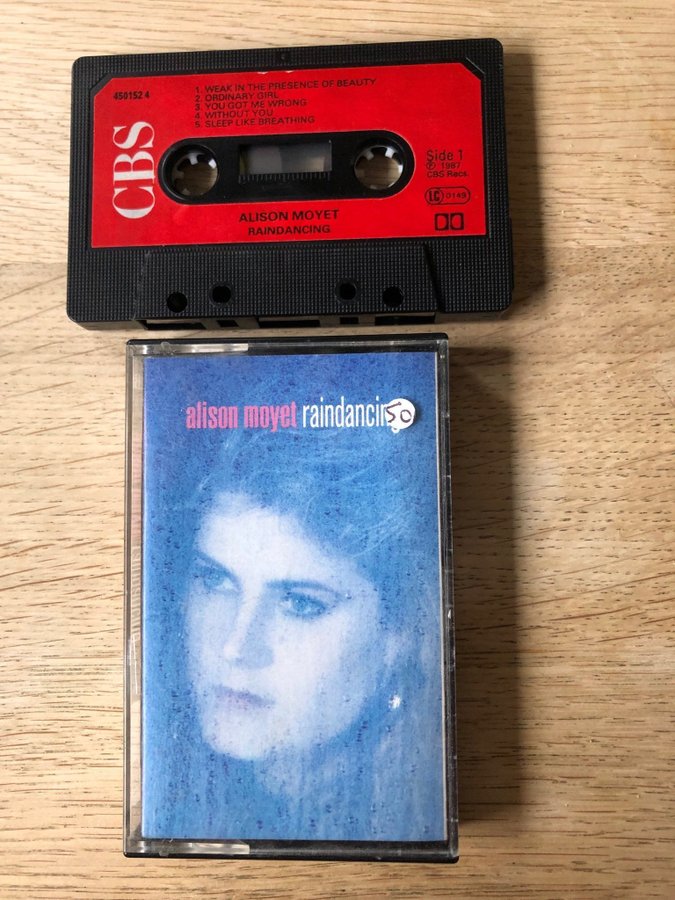 450152 4
1. WEAK IN THE PRESENCE OF BEAUTY
2. ORDINARY GIRL
3. YOU GOT ME WRONG
4. WITHOUT YOU
5. SLEEP LIKE BREATHING
CBS
Side 1
℗ 1987
CBS Recs.
LC 0149
ALISON MOYET
RAINDANCING
alison moyet raindancin
50